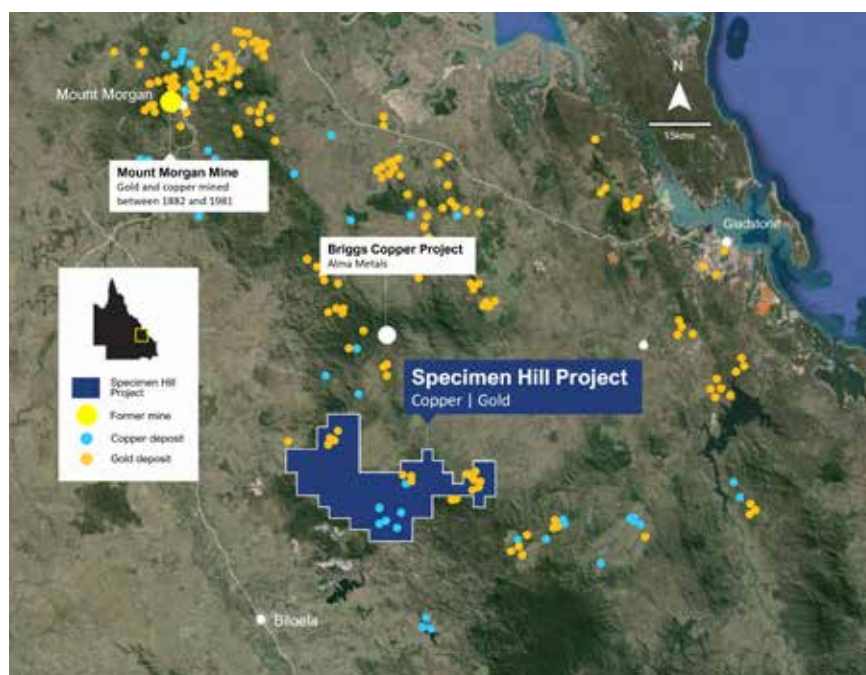 Mount Morgan
Mount Morgan Mine
Gold and copper mined
between 1882 and 1981
N
15kms
Gladstone
Briggs Copper Project
Alma Metals
Specimen Hill Project
Copper | Gold
Specimen Hill
Project
Former mine
Copper deposit
Gold deposit
Biloela